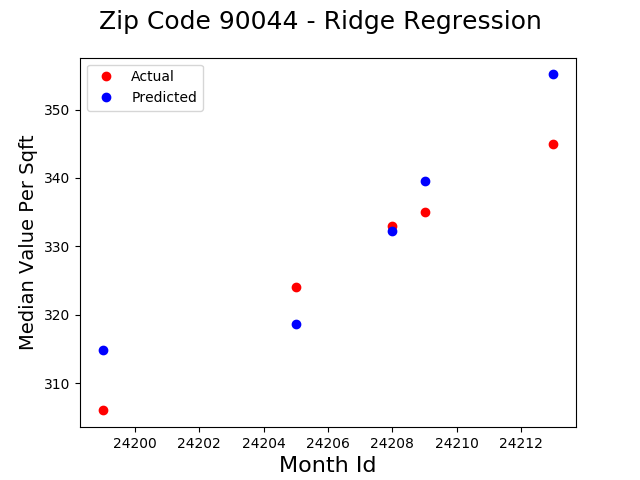 Zip Code 90044 - Ridge Regression
Actual
Predicted
Median Value Per Sqft
350
340
330
320
310
24200 24202 24204 24206 24208 24210 24212
Month Id